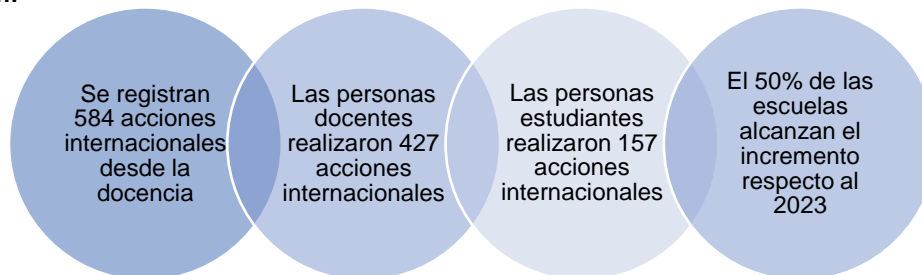 Se registran
584 acciones
internacionales
desde la
docencia
Las personas
docentes
realizaron 427
acciones
internacionales
Las personas
estudiantes
realizaron 157
acciones
internacionales
El 50% de las
escuelas
alcanzan el
incremento
respecto al
2023